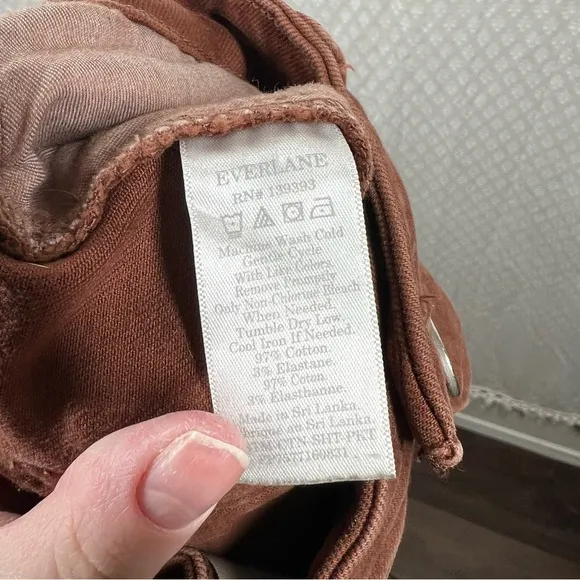 EVERLANE
RN# 139393
Machine Wash Cold
Gentle Cycle
With Like Colors.
Remove Promptly
Only Non-Chlorine Bleach
When Needed.
Tumble Dry Low.
Cool Iron If Needed.
97% Cotton.
3% Elastane.
97% Coton.
3% Elasthanne.
Made in Sri Lanka.
en Sri Lanka.